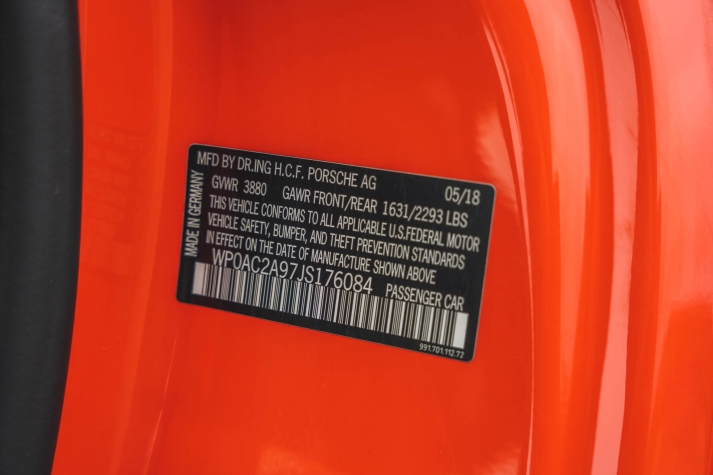 MFD BY DR.ING H.C.F. PORSCHE AG 05/18
GVWR 3880 GAWR FRONT/REAR 1631/2293 LBS
THIS VEHICLE CONFORMS TO ALL APPLICABLE U.S.FEDERAL MOTOR
VEHICLE SAFETY, BUMPER, AND THEFT PREVENTION STANDARDS
IN EFFECT ON THE DATE OF MANUFACTURE SHOWN ABOVE
WP0AC2A97JS176084 PASSENGER CAR
991.701.112.72
MADE IN GERMANY